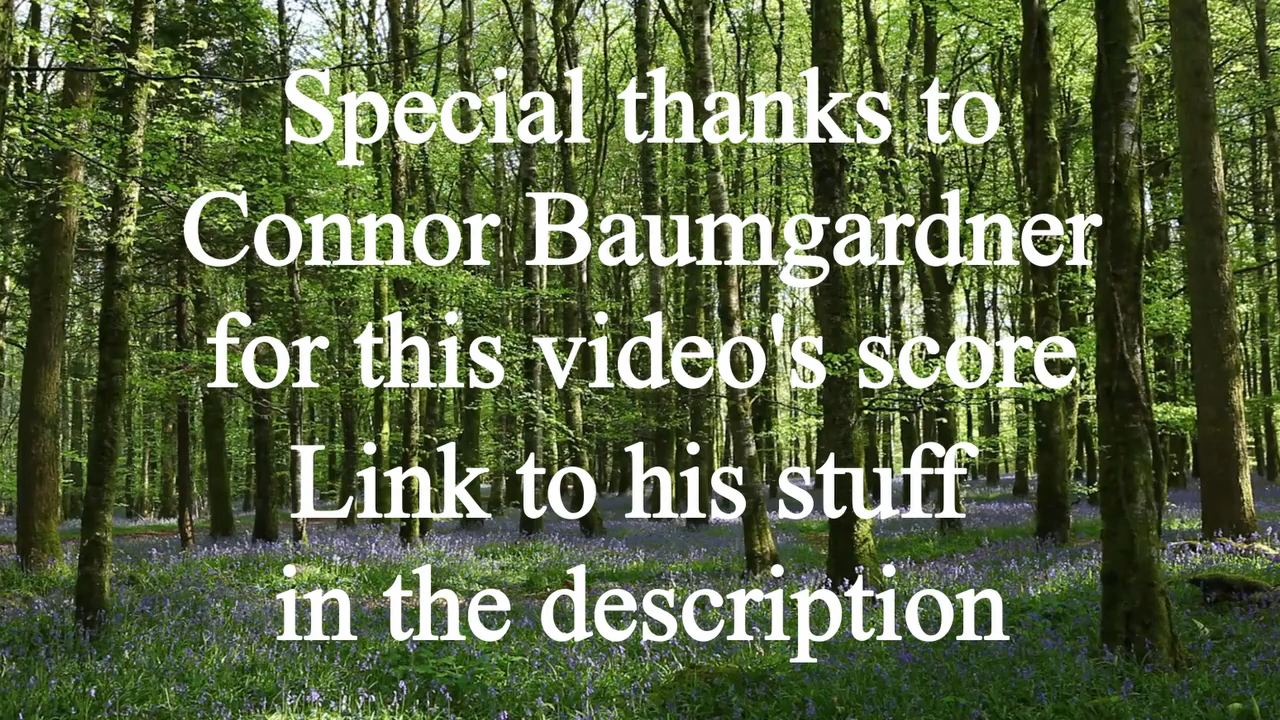 Special thanks to
Connor Baumgardner
for this video's score
Link to his stuff
in the description